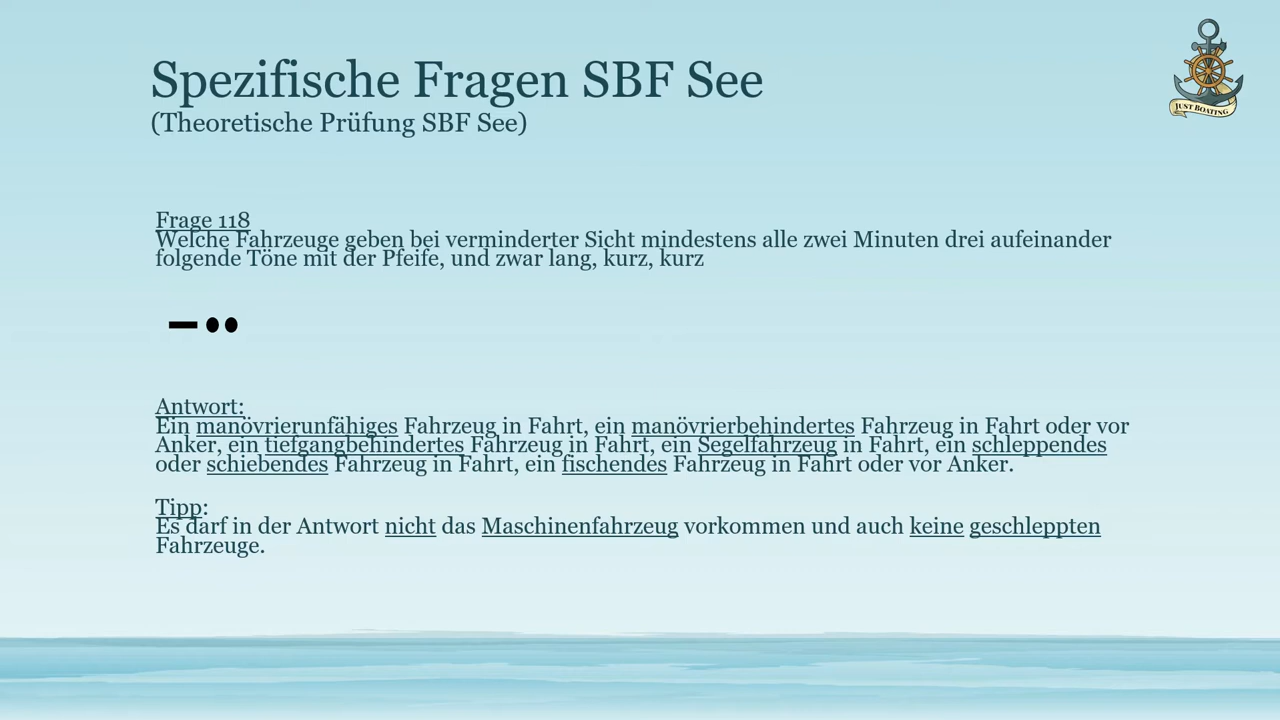 Spezifische Fragen SBF See
(Theoretische Prüfung SBF See)
JUST BOATING
Frage 118
Welche Fahrzeuge geben bei verminderter Sicht mindestens alle zwei Minuten drei aufeinander
folgende Töne mit der Pfeife, und zwar lang, kurz, kurz
Antwort:
Ein manövrierunfähiges Fahrzeug in Fahrt, ein manövrierbehindertes Fahrzeug in Fahrt oder vor
Anker, ein tiefgangbehindertes Fahrzeug in Fahrt, ein Segelfahrzeug in Fahrt, ein schleppendes
oder schiebendes Fahrzeug in Fahrt, ein fischendes Fahrzeug in Fahrt oder vor Anker.
Tipp:
Es darf in der Antwort nicht das Maschinenfahrzeug vorkommen und auch keine geschleppten
Fahrzeuge.